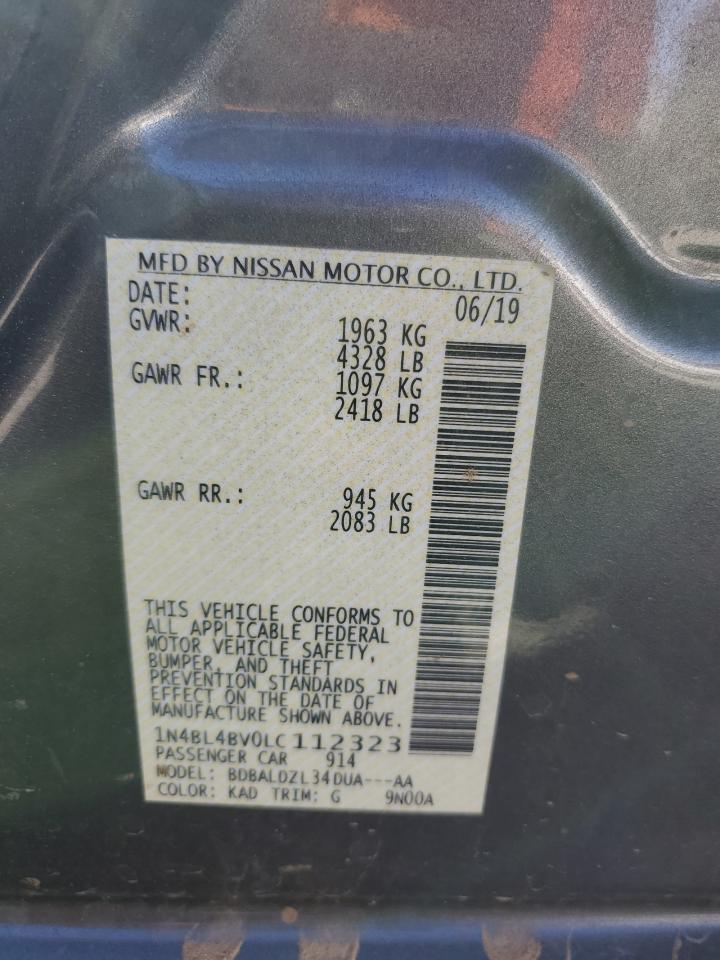 MFD BY NISSAN MOTOR CO., LTD.
DATE: 06/19
GVWR: 1963 KG
4328 LB
GAWR FR.: 1097 KG
2418 LB
GAWR RR.: 945 KG
2083 LB
THIS VEHICLE CONFORMS TO
ALL APPLICABLE FEDERAL
MOTOR VEHICLE SAFETY,
BUMPER, AND THEFT
PREVENTION STANDARDS IN
EFFECT ON THE DATE OF
MANUFACTURE SHOWN ABOVE.
1N4BL4BV0LC112323
PASSENGER CAR 914
MODEL: BDBALDZL34DUA---AA
COLOR: KAD TRIM: G 9N00A